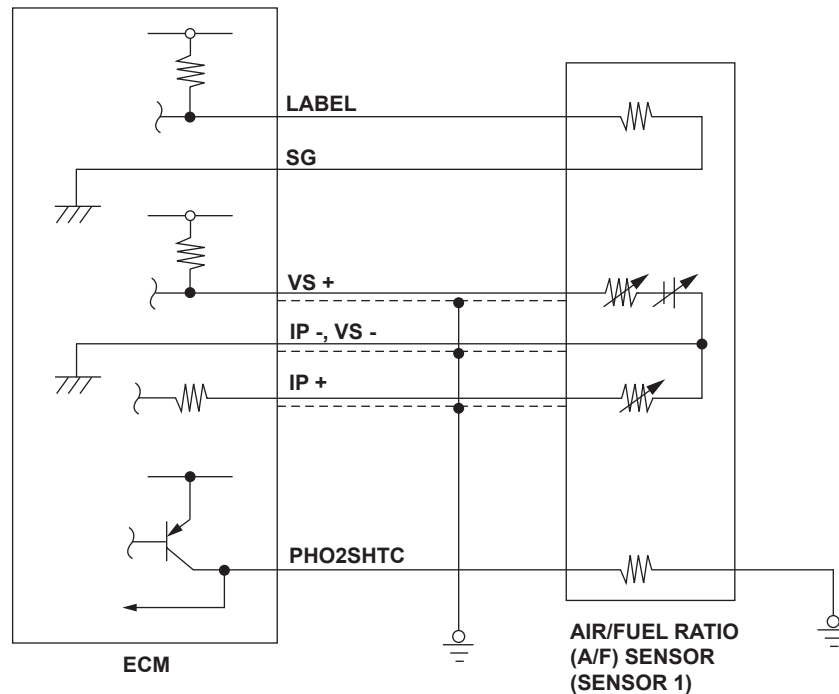 LABEL
SG
VS +
IP -, VS -
IP +
PHO2SHTC
ECM
AIR/FUEL RATIO
(A/F) SENSOR
(SENSOR 1)